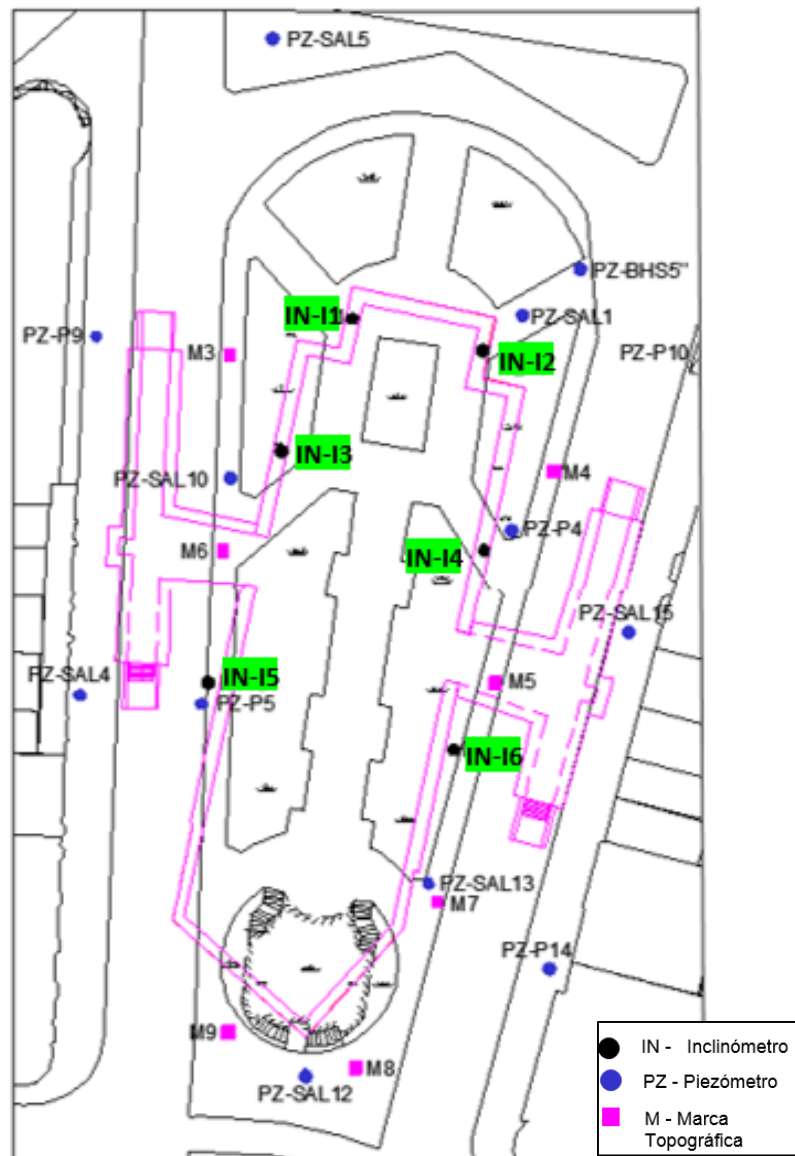 PZ-SAL5
PZ-BHS5"
IN-I1
PZ-SAL1
PZ-P9
M3
IN-I2
PZ-P10
IN-I3
PZ-SAL10
M4
PZ-P4
M6
IN-I4
PZ-SAL15
PZ-SAL4
IN-I5
M5
PZ-P5
IN-I6
PZ-SAL13
M7
PZ-P14
M9
M8
PZ-SAL12
IN - Inclinómetro
PZ - Piezómetro
M - Marca
Topográfica